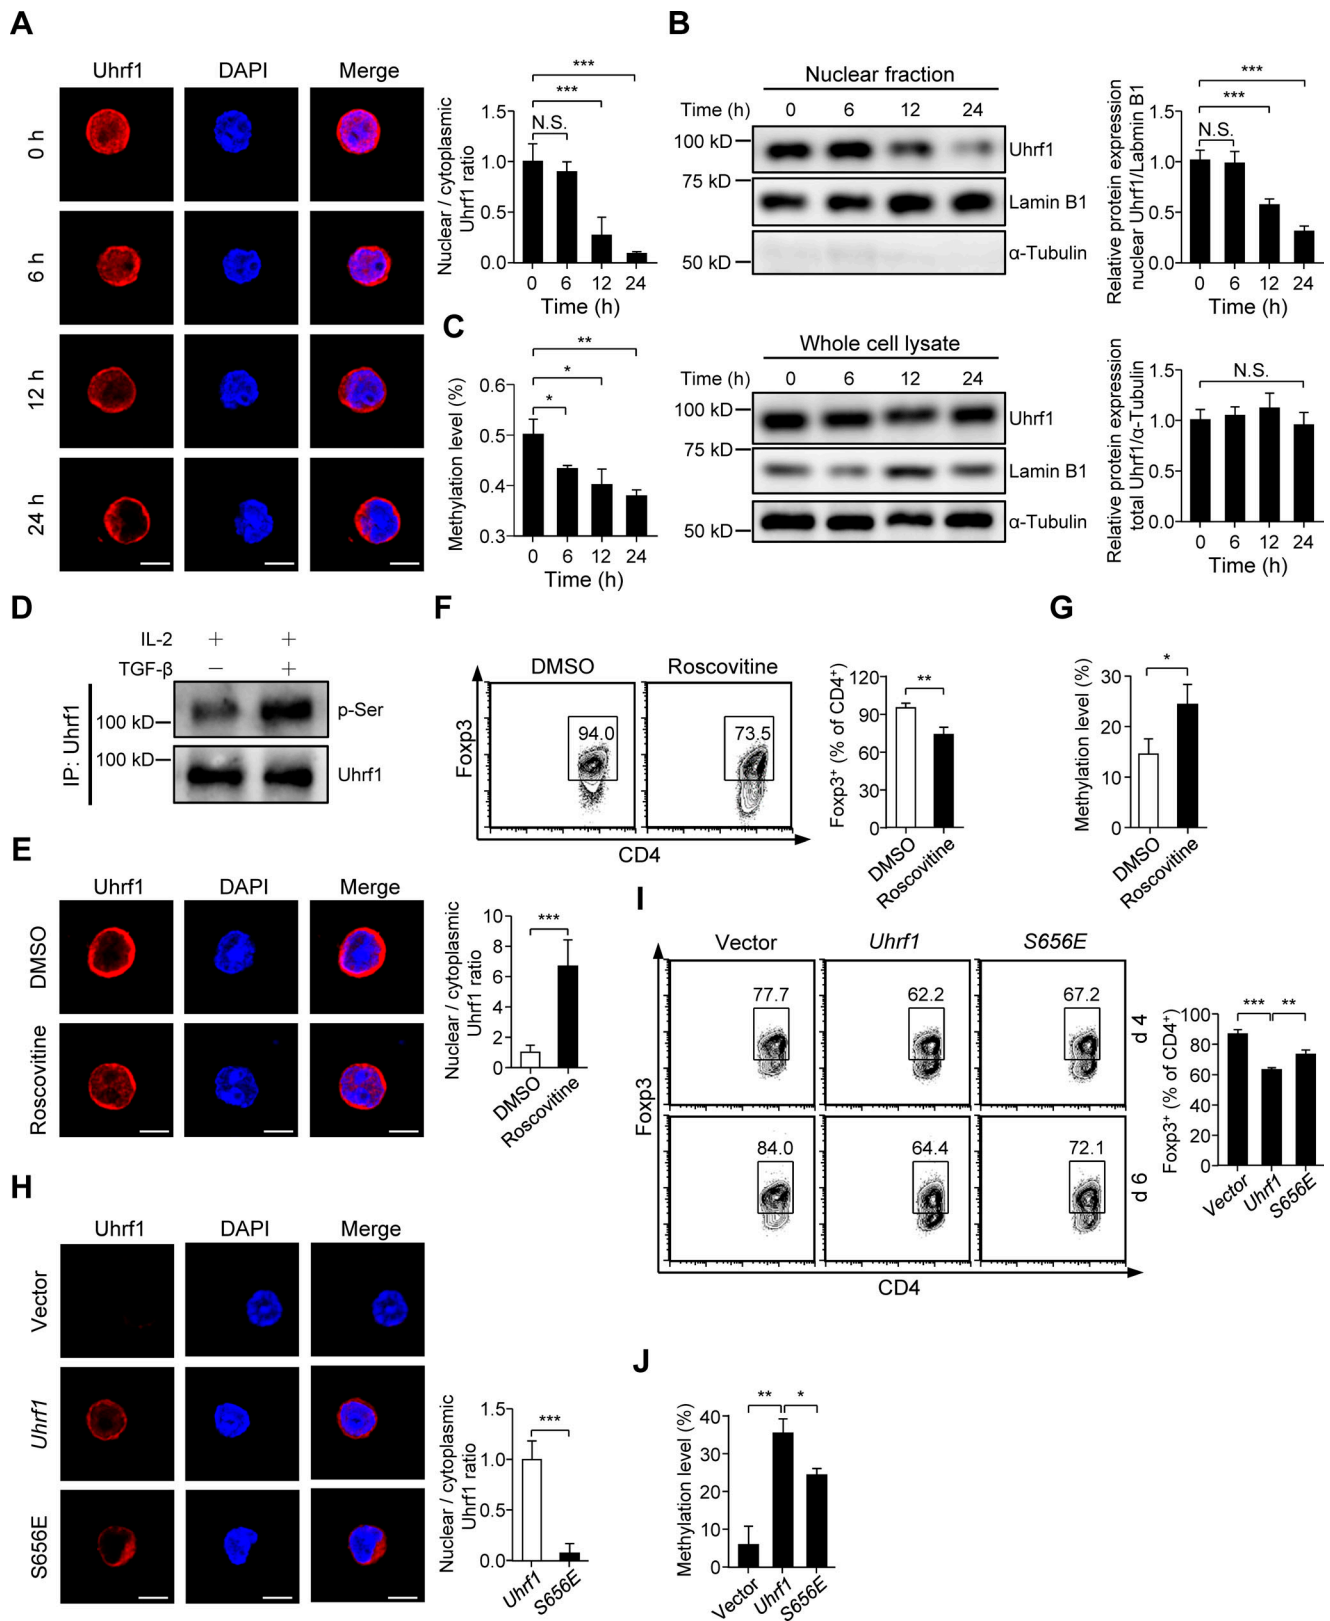 A
Uhrf1
DAPI
Merge
0 h
6 h
12 h
24 h
Nuclear / cytoplasmic
Uhrf1 ratio
1.5
1.0
0.5
0.0
N.S.
***
***
0 6 12 24
Time (h)
B
Nuclear fraction
Time (h) 0 6 12 24
100 kD
75 kD
50 kD
Uhrf1
Lamin B1
α-Tubulin
Relative protein expression
nuclear Uhrf1/Labmin B1
1.5
1.0
0.5
0.0
N.S.
***
***
0 6 12 24
Time (h)
Whole cell lysate
Time (h) 0 6 12 24
100 kD
75 kD
50 kD
Uhrf1
Lamin B1
α-Tubulin
Relative protein expression
total Uhrf1/α-Tubulin
1.5
1.0
0.5
0.0
N.S.
0 6 12 24
Time (h)
C
Methylation level (%)
0.6
0.5
0.4
0.3
*
*
**
0 6 12 24
Time (h)
D
IL-2 + +
TGF-β − +
IP: Uhrf1
100 kD
100 kD
p-Ser
Uhrf1
E
Uhrf1
DAPI
Merge
DMSO
Roscovitine
Nuclear / cytoplasmic
Uhrf1 ratio
10
8
6
4
2
0
***
DMSO
Roscovitine
F
DMSO
Roscovitine
94.0
73.5
Foxp3
CD4
Foxp3⁺ (% of CD4⁺)
120
90
60
30
0
**
DMSO
Roscovitine
G
Methylation level (%)
30
20
10
0
*
DMSO
Roscovitine
H
Uhrf1
DAPI
Merge
Vector
Uhrf1
S656E
Nuclear / cytoplasmic
Uhrf1 ratio
1.5
1.0
0.5
0.0
***
Uhrf1
S656E
I
Vector
Uhrf1
S656E
77.7
62.2
67.2
d 4
84.0
64.4
72.1
d 6
Foxp3
CD4
Foxp3⁺ (% of CD4⁺)
100
80
60
40
20
0
***
**
Vector
Uhrf1
S656E
J
Methylation level (%)
40
30
20
10
0
**
*
Vector
Uhrf1
S656E